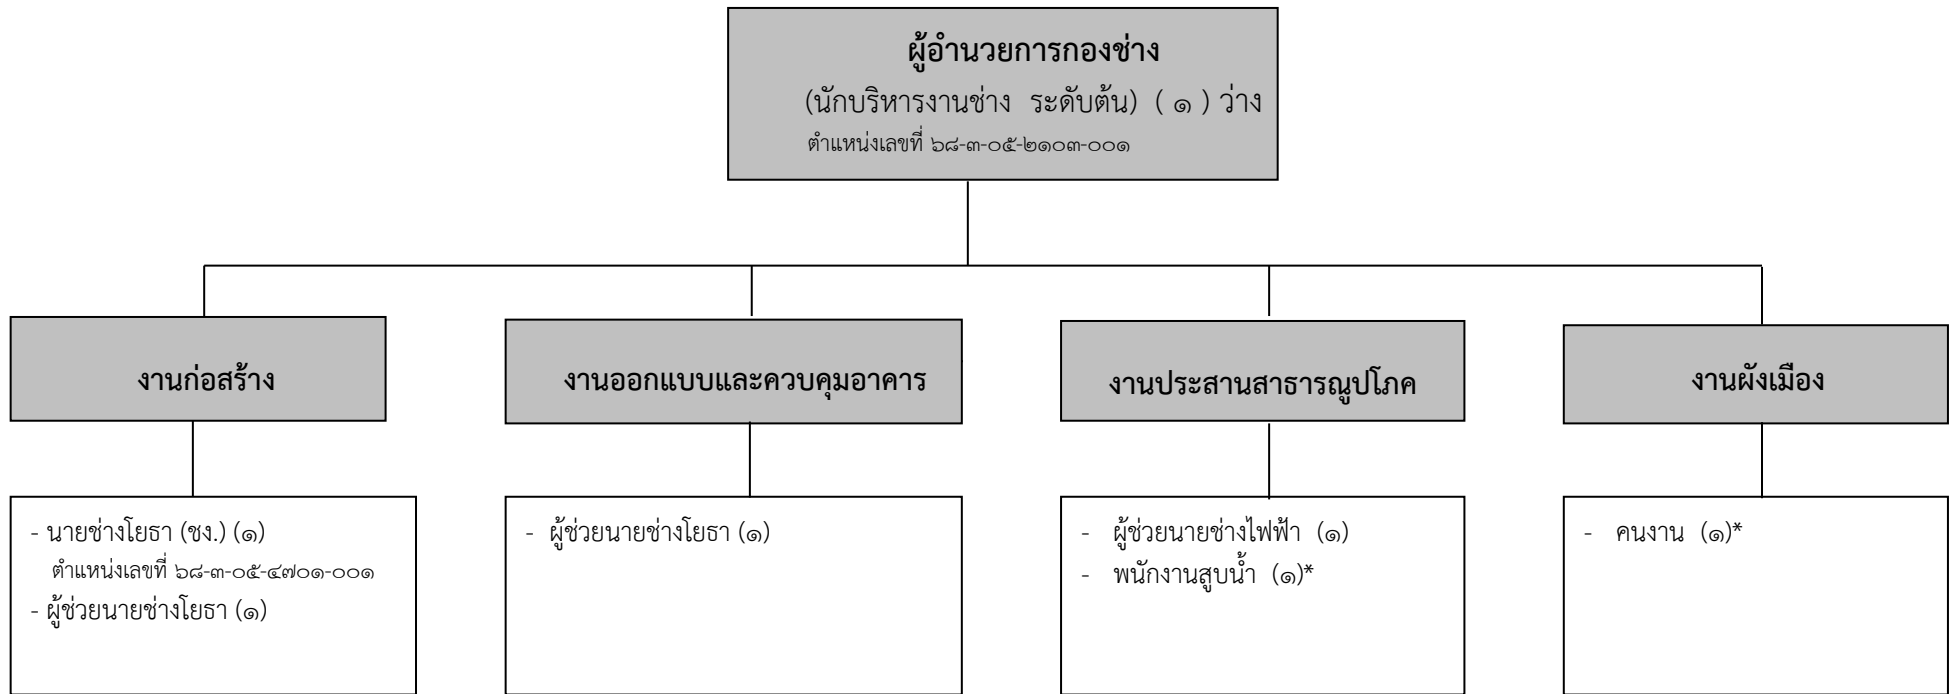 ผู้อำนวยการกองช่าง
(นักบริหารงานช่าง ระดับต้น) ( ๑ ) ว่าง
ตำแหน่งเลขที่ ๖๘-๓-๐๕-๒๑๐๓-๐๐๑
งานก่อสร้าง
- นายช่างโยธา (ชง.) (๑)
ตำแหน่งเลขที่ ๖๘-๓-๐๕-๔๗๐๑-๐๐๑
- ผู้ช่วยนายช่างโยธา (๑)
งานออกแบบและควบคุมอาคาร
- ผู้ช่วยนายช่างโยธา (๑)
งานประสานสาธารณูปโภค
- ผู้ช่วยนายช่างไฟฟ้า (๑)
- พนักงานสูบน้ำ (๑)*
งานผังเมือง
- คนงาน (๑)*